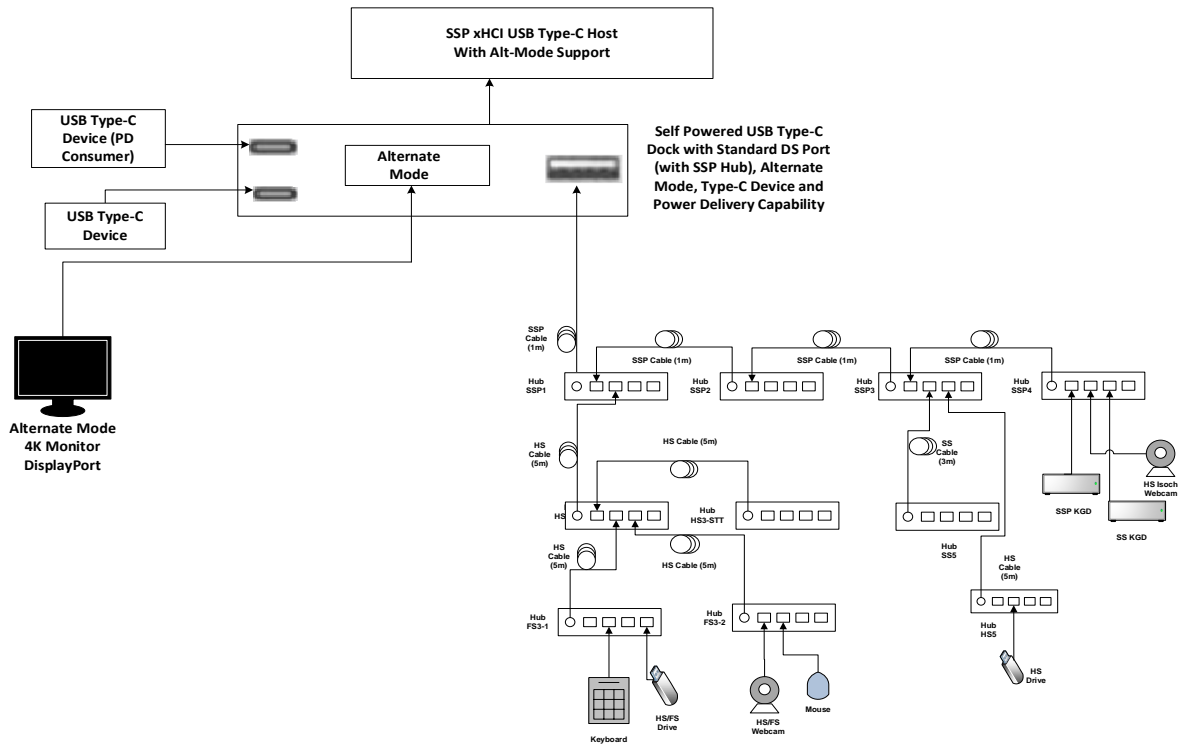 SSP xHCI USB Type-C Host
With Alt-Mode Support
USB Type-C
Device (PD
Consumer)
Alternate
Mode
Self Powered USB Type-C
Dock with Standard DS Port
(with SSP Hub), Alternate
Mode, Type-C Device and
Power Delivery Capability
USB Type-C
Device
Alternate Mode
4K Monitor
DisplayPort
SSP
Cable
(1m)
SSP Cable (1m)
SSP Cable (1m)
SSP Cable (1m)
Hub
SSP1
Hub
SSP2
Hub
SSP3
Hub
SSP4
HS
Cable
(5m)
HS Cable (5m)
SS
Cable
(3m)
HS Isoch
Webcam
SSP KGD
SS KGD
HS
Hub
HS3-STT
Hub
SS5
HS
Cable
(5m)
HS Cable (5m)
HS
Cable
(5m)
Hub
FS3-1
Hub
FS3-2
Hub
HS5
HS
Drive
Keyboard
HS/FS
Drive
HS/FS
Webcam
Mouse